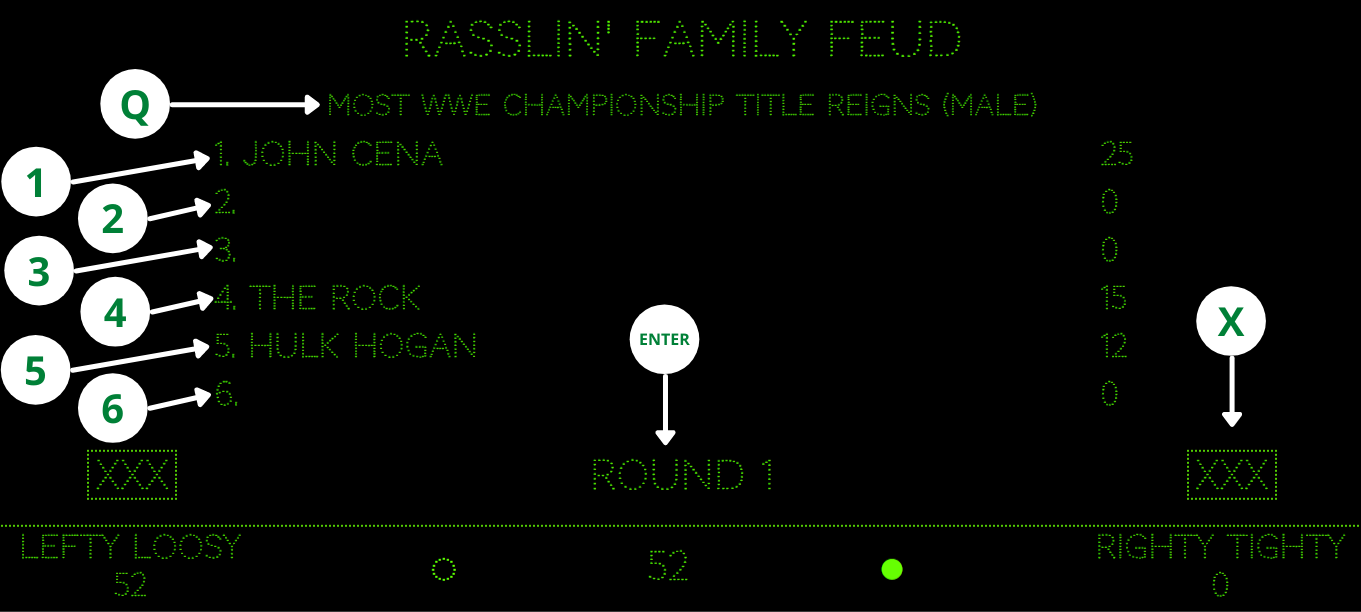 RASSLIN' FAMILY FEUD
Q
MOST WWE CHAMPIONSHIP TITLE REIGNS (MALE)
1
1. JOHN CENA 25
2
2. 0
3
3. 0
4
4. THE ROCK 15
5
5. HULK HOGAN 12
6
6. 0
ENTER
X
XXX ROUND 1 XXX
LEFTY LOOSY 52 RIGHTY TIGHTY
52 0